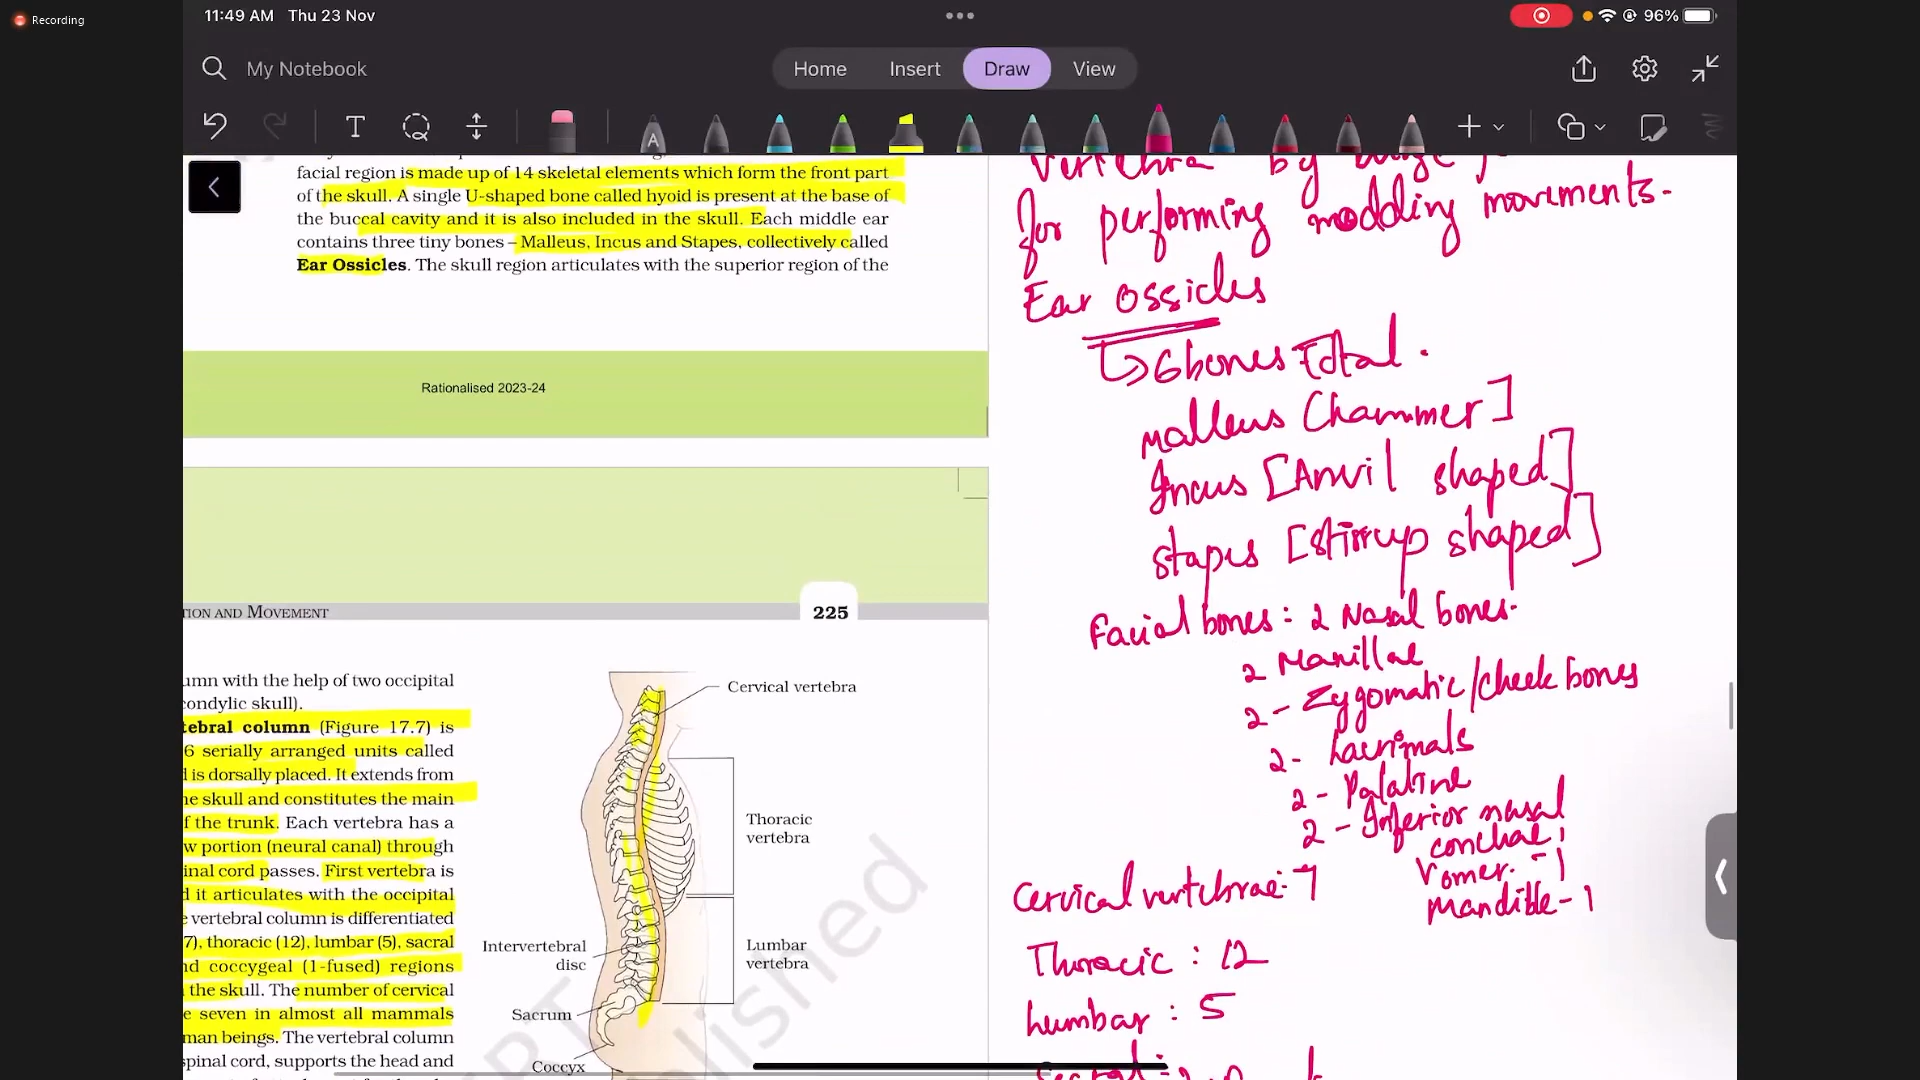 Recording
11:49 AM Thu 23 Nov
96%
My Notebook
Home Insert Draw View
T
A
facial region is made up of 14 skeletal elements which form the front part
of the skull. A single U-shaped bone called hyoid is present at the base of
the buccal cavity and it is also included in the skull. Each middle ear
contains three tiny bones – Malleus, Incus and Stapes, collectively called
Ear Ossicles. The skull region articulates with the superior region of the
Rationalised 2023-24
TION AND MOVEMENT
225
umn with the help of two occipital
condylic skull).
tebral column (Figure 17.7) is
6 serially arranged units called
d is dorsally placed. It extends from
he skull and constitutes the main
f the trunk. Each vertebra has a
w portion (neural canal) through
inal cord passes. First vertebra is
d it articulates with the occipital
e vertebral column is differentiated
7), thoracic (12), lumbar (5), sacral
nd coccygeal (1-fused) regions
the skull. The number of cervical
e seven in almost all mammals
man beings. The vertebral column
spinal cord, supports the head and
Cervical vertebra
Thoracic
vertebra
Intervertebral
disc
Lumbar
vertebra
Sacrum
Coccyx
blished
vertebra by
for performing nodding movements.
Ear ossicles
↳ 6 bones total.
Malleus [hammer]
Incus [Anvil shaped]
stapes [stirrup shaped]
Facial bones: 2 Nasal bones.
2 Maxillae
2 - Zygomatic/cheek bones
2 - Lacrimals
2 - Palatine
2 - Inferior nasal
conchae
Vomer. - 1
Mandible - 1
Cervical vertebrae: 7
Thoracic : 12
Lumbar : 5